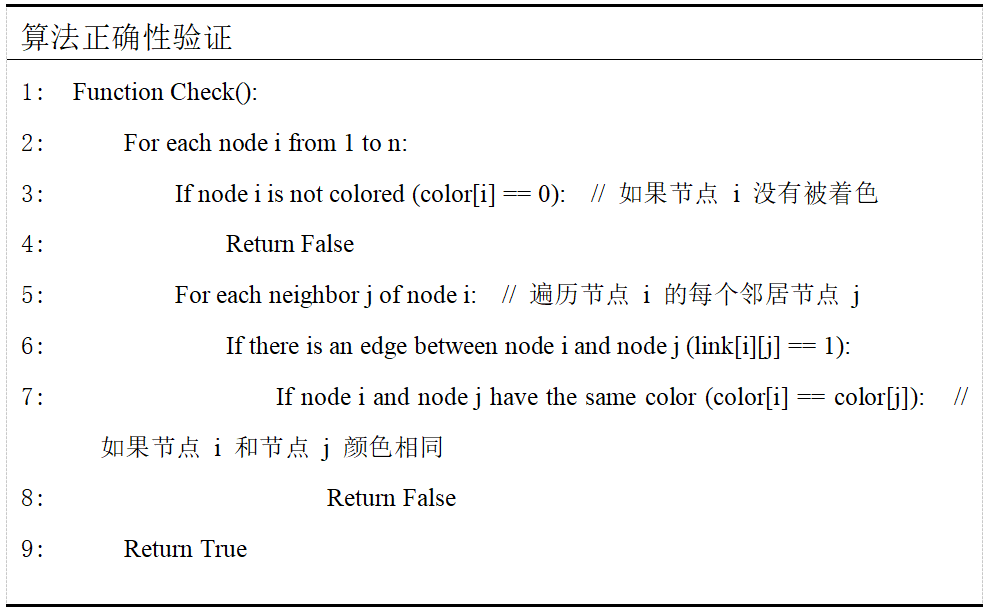 算法正确性验证
1: Function Check():
2: For each node i from 1 to n:
3: If node i is not colored (color[i] == 0): // 如果节点 i 没有被着色
4: Return False
5: For each neighbor j of node i: // 遍历节点 i 的每个邻居节点 j
6: If there is an edge between node i and node j (link[i][j] == 1):
7: If node i and node j have the same color (color[i] == color[j]): //
如果节点 i 和节点 j 颜色相同
8: Return False
9: Return True